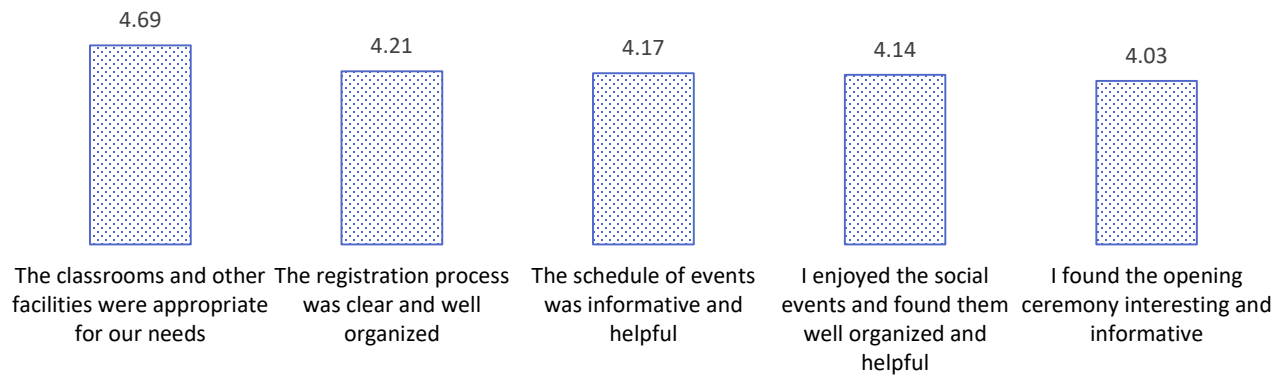 4.69
4.21
4.17
4.14
4.03
The classrooms and other
facilities were appropriate
for our needs
The registration process
was clear and well
organized
The schedule of events
was informative and
helpful
I enjoyed the social
events and found them
well organized and
helpful
I found the opening
ceremony interesting and
informative